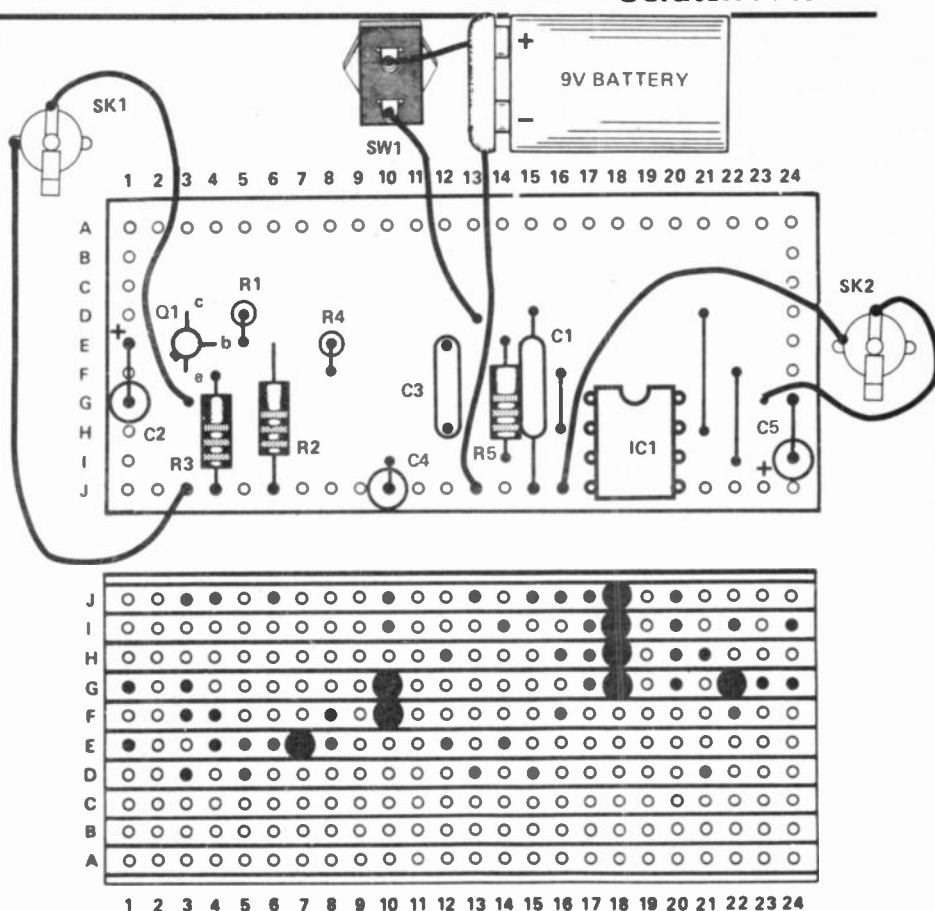 SK1
+
9V BATTERY
−
SW1
1 2 3 4 5 6 7 8 9 10 11 12 13 14 15 16 17 18 19 20 21 22 23 24
A
B
C
R1
SK2
D
Q1 c
R4
C1
+
E
b
F
e
C3
G
C5
H
C2
R2
R5
IC1
I
R3
C4
+
J
J
I
H
G
F
E
D
C
B
A
1 2 3 4 5 6 7 8 9 10 11 12 13 14 15 16 17 18 19 20 21 22 23 24